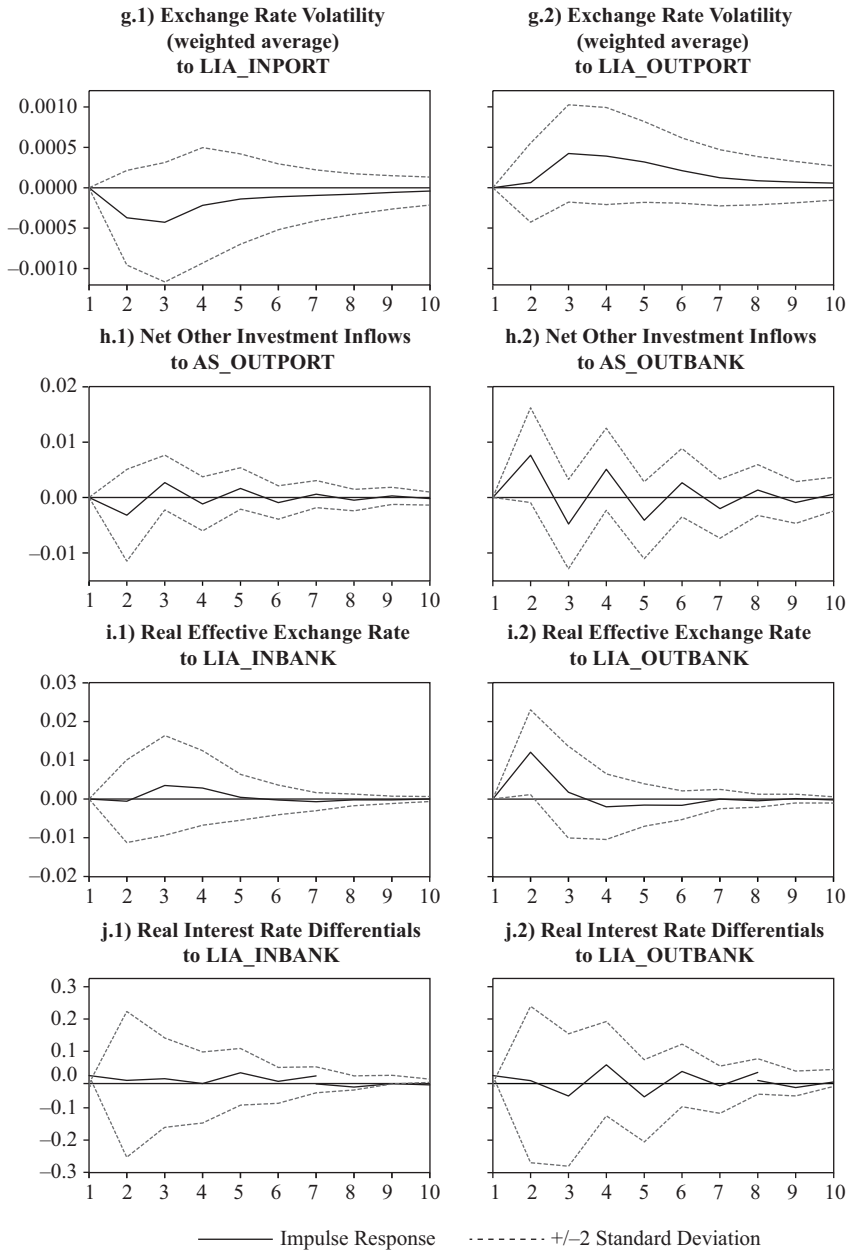 g.1) Exchange Rate Volatility
(weighted average)
to LIA_INPORT
g.2) Exchange Rate Volatility
(weighted average)
to LIA_OUTPORT
0.0010
0.0005
0.0000
–0.0005
–0.0010
1 2 3 4 5 6 7 8 9 10
1 2 3 4 5 6 7 8 9 10
h.1) Net Other Investment Inflows
to AS_OUTPORT
h.2) Net Other Investment Inflows
to AS_OUTBANK
0.02
0.01
0.00
–0.01
1 2 3 4 5 6 7 8 9 10
1 2 3 4 5 6 7 8 9 10
i.1) Real Effective Exchange Rate
to LIA_INBANK
i.2) Real Effective Exchange Rate
to LIA_OUTBANK
0.03
0.02
0.01
0.00
–0.01
–0.02
1 2 3 4 5 6 7 8 9 10
1 2 3 4 5 6 7 8 9 10
j.1) Real Interest Rate Differentials
to LIA_INBANK
j.2) Real Interest Rate Differentials
to LIA_OUTBANK
0.3
0.2
0.1
0.0
–0.1
–0.2
–0.3
1 2 3 4 5 6 7 8 9 10
1 2 3 4 5 6 7 8 9 10
Impulse Response
+/–2 Standard Deviation